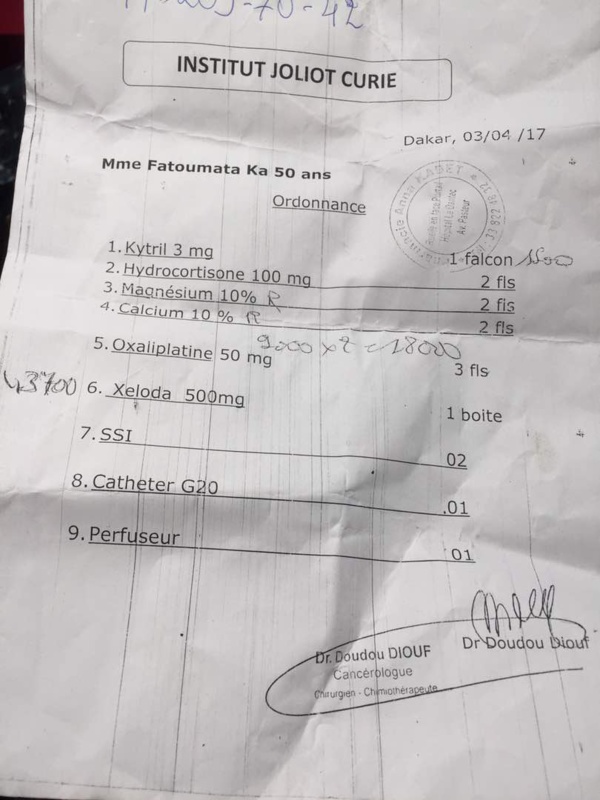 -70-42
INSTITUT JOLIOT CURIE
Dakar, 03/04 /17
Mme Fatoumata Ka 50 ans
Ordonnance
1. Kytril 3 mg 1 falcon
2. Hydrocortisone 100 mg 2 fls
3. Magnésium 10% R 2 fls
4. Calcium 10 % R 2 fls
9000 x 2 = 18000
5. Oxaliplatine 50 mg 3 fls
43700 6. Xeloda 500mg 1 boite
7. SSI 02
8. Catheter G20 .01
9. Perfuseur 01
Dr. Doudou DIOUF
Cancérologue
Chirurgien - Chimiothérapeute
Dr Doudou Diouf